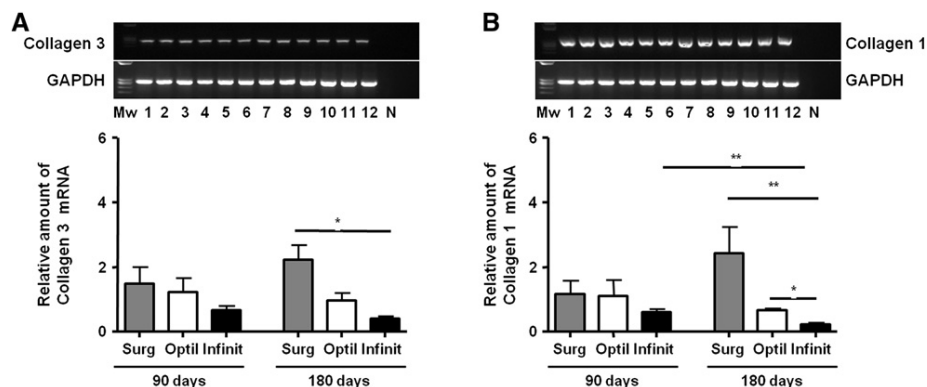 A
Collagen 3
GAPDH
Mw 1 2 3 4 5 6 7 8 9 10 11 12 N
Relative amount of
Collagen 3 mRNA
6
4
2
0
*
Surg Optil Infinit Surg Optil Infinit
90 days 180 days
B
Collagen 1
GAPDH
Mw 1 2 3 4 5 6 7 8 9 10 11 12 N
Relative amount of
Collagen 1 mRNA
6
4
2
0
**
**
*
Surg Optil Infinit Surg Optil Infinit
90 days 180 days